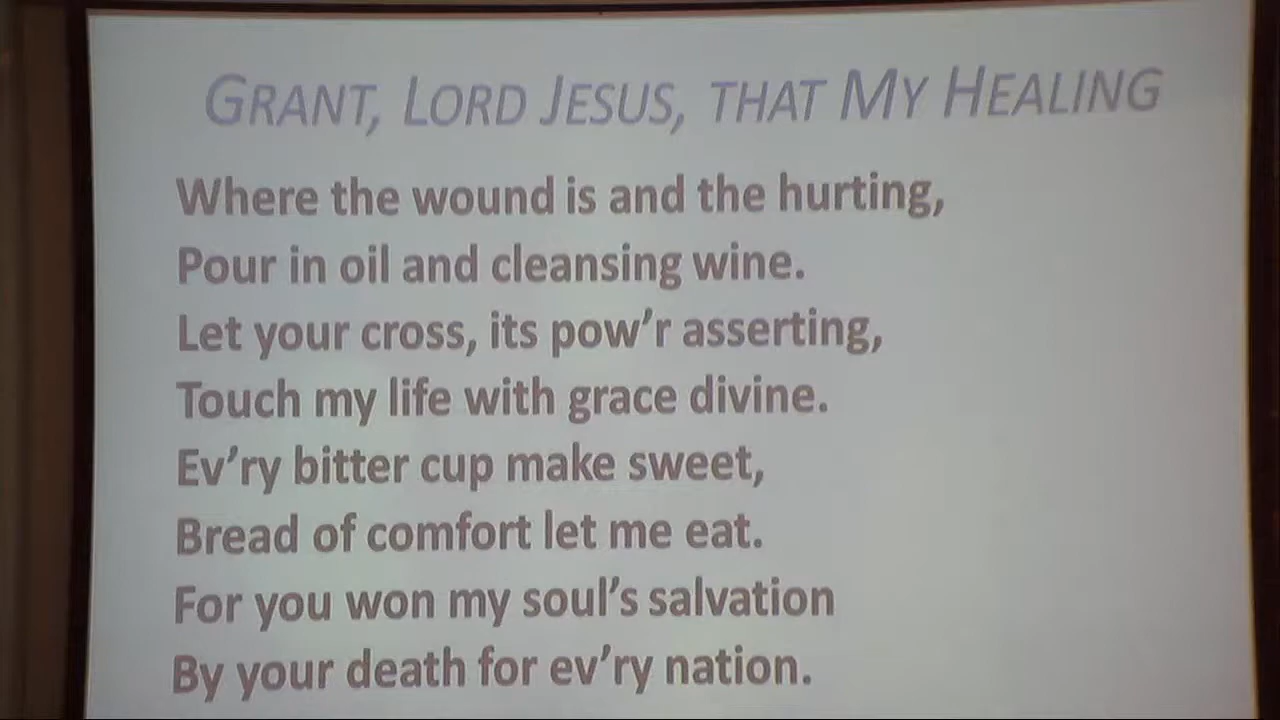 GRANT, LORD JESUS, THAT MY HEALING
Where the wound is and the hurting,
Pour in oil and cleansing wine.
Let your cross, its pow’r asserting,
Touch my life with grace divine.
Ev’ry bitter cup make sweet,
Bread of comfort let me eat.
For you won my soul’s salvation
By your death for ev’ry nation.